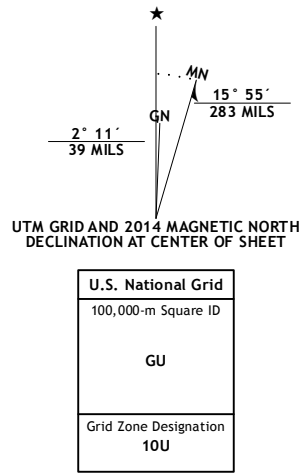 ★
MN
GN
15° 55´
283 MILS
2° 11´
39 MILS
UTM GRID AND 2014 MAGNETIC NORTH
DECLINATION AT CENTER OF SHEET
U.S. National Grid
100,000-m Square ID
GU
Grid Zone Designation
10U